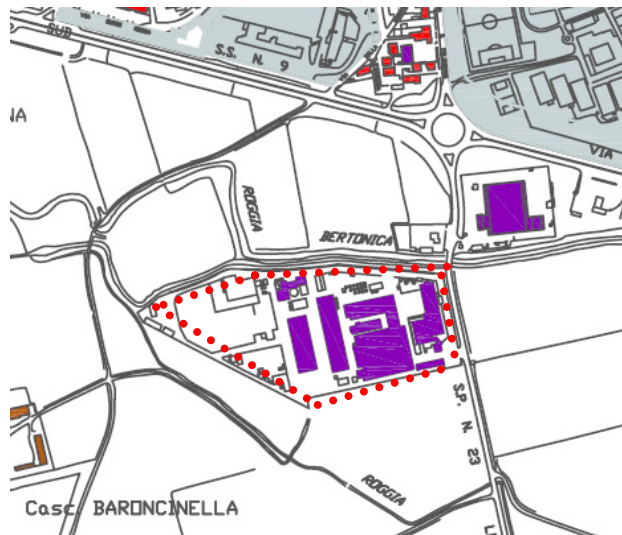 SUD
S.S. N. 9
NA
VIA
ROGGIA
BERTONICA
S.P. N. 23
ROGGIA
Casc. BARONCINELLA